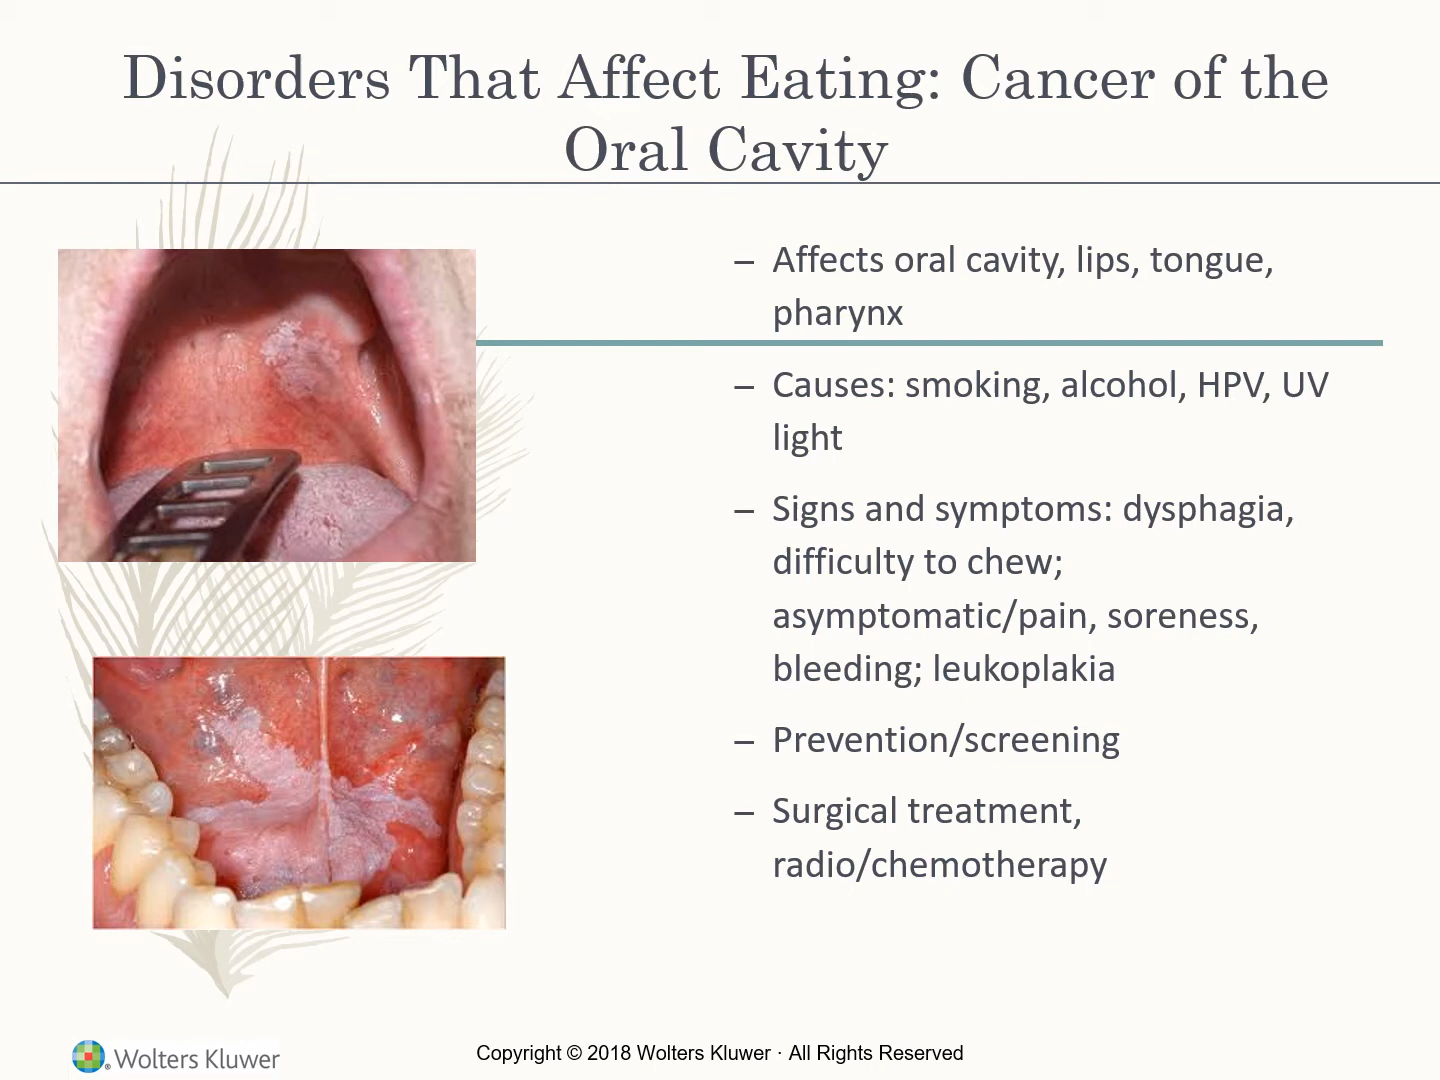 Disorders That Affect Eating: Cancer of the
Oral Cavity
– Affects oral cavity, lips, tongue,
pharynx
– Causes: smoking, alcohol, HPV, UV
light
– Signs and symptoms: dysphagia,
difficulty to chew;
asymptomatic/pain, soreness,
bleeding; leukoplakia
– Prevention/screening
– Surgical treatment,
radio/chemotherapy
Wolters Kluwer
Copyright © 2018 Wolters Kluwer · All Rights Reserved